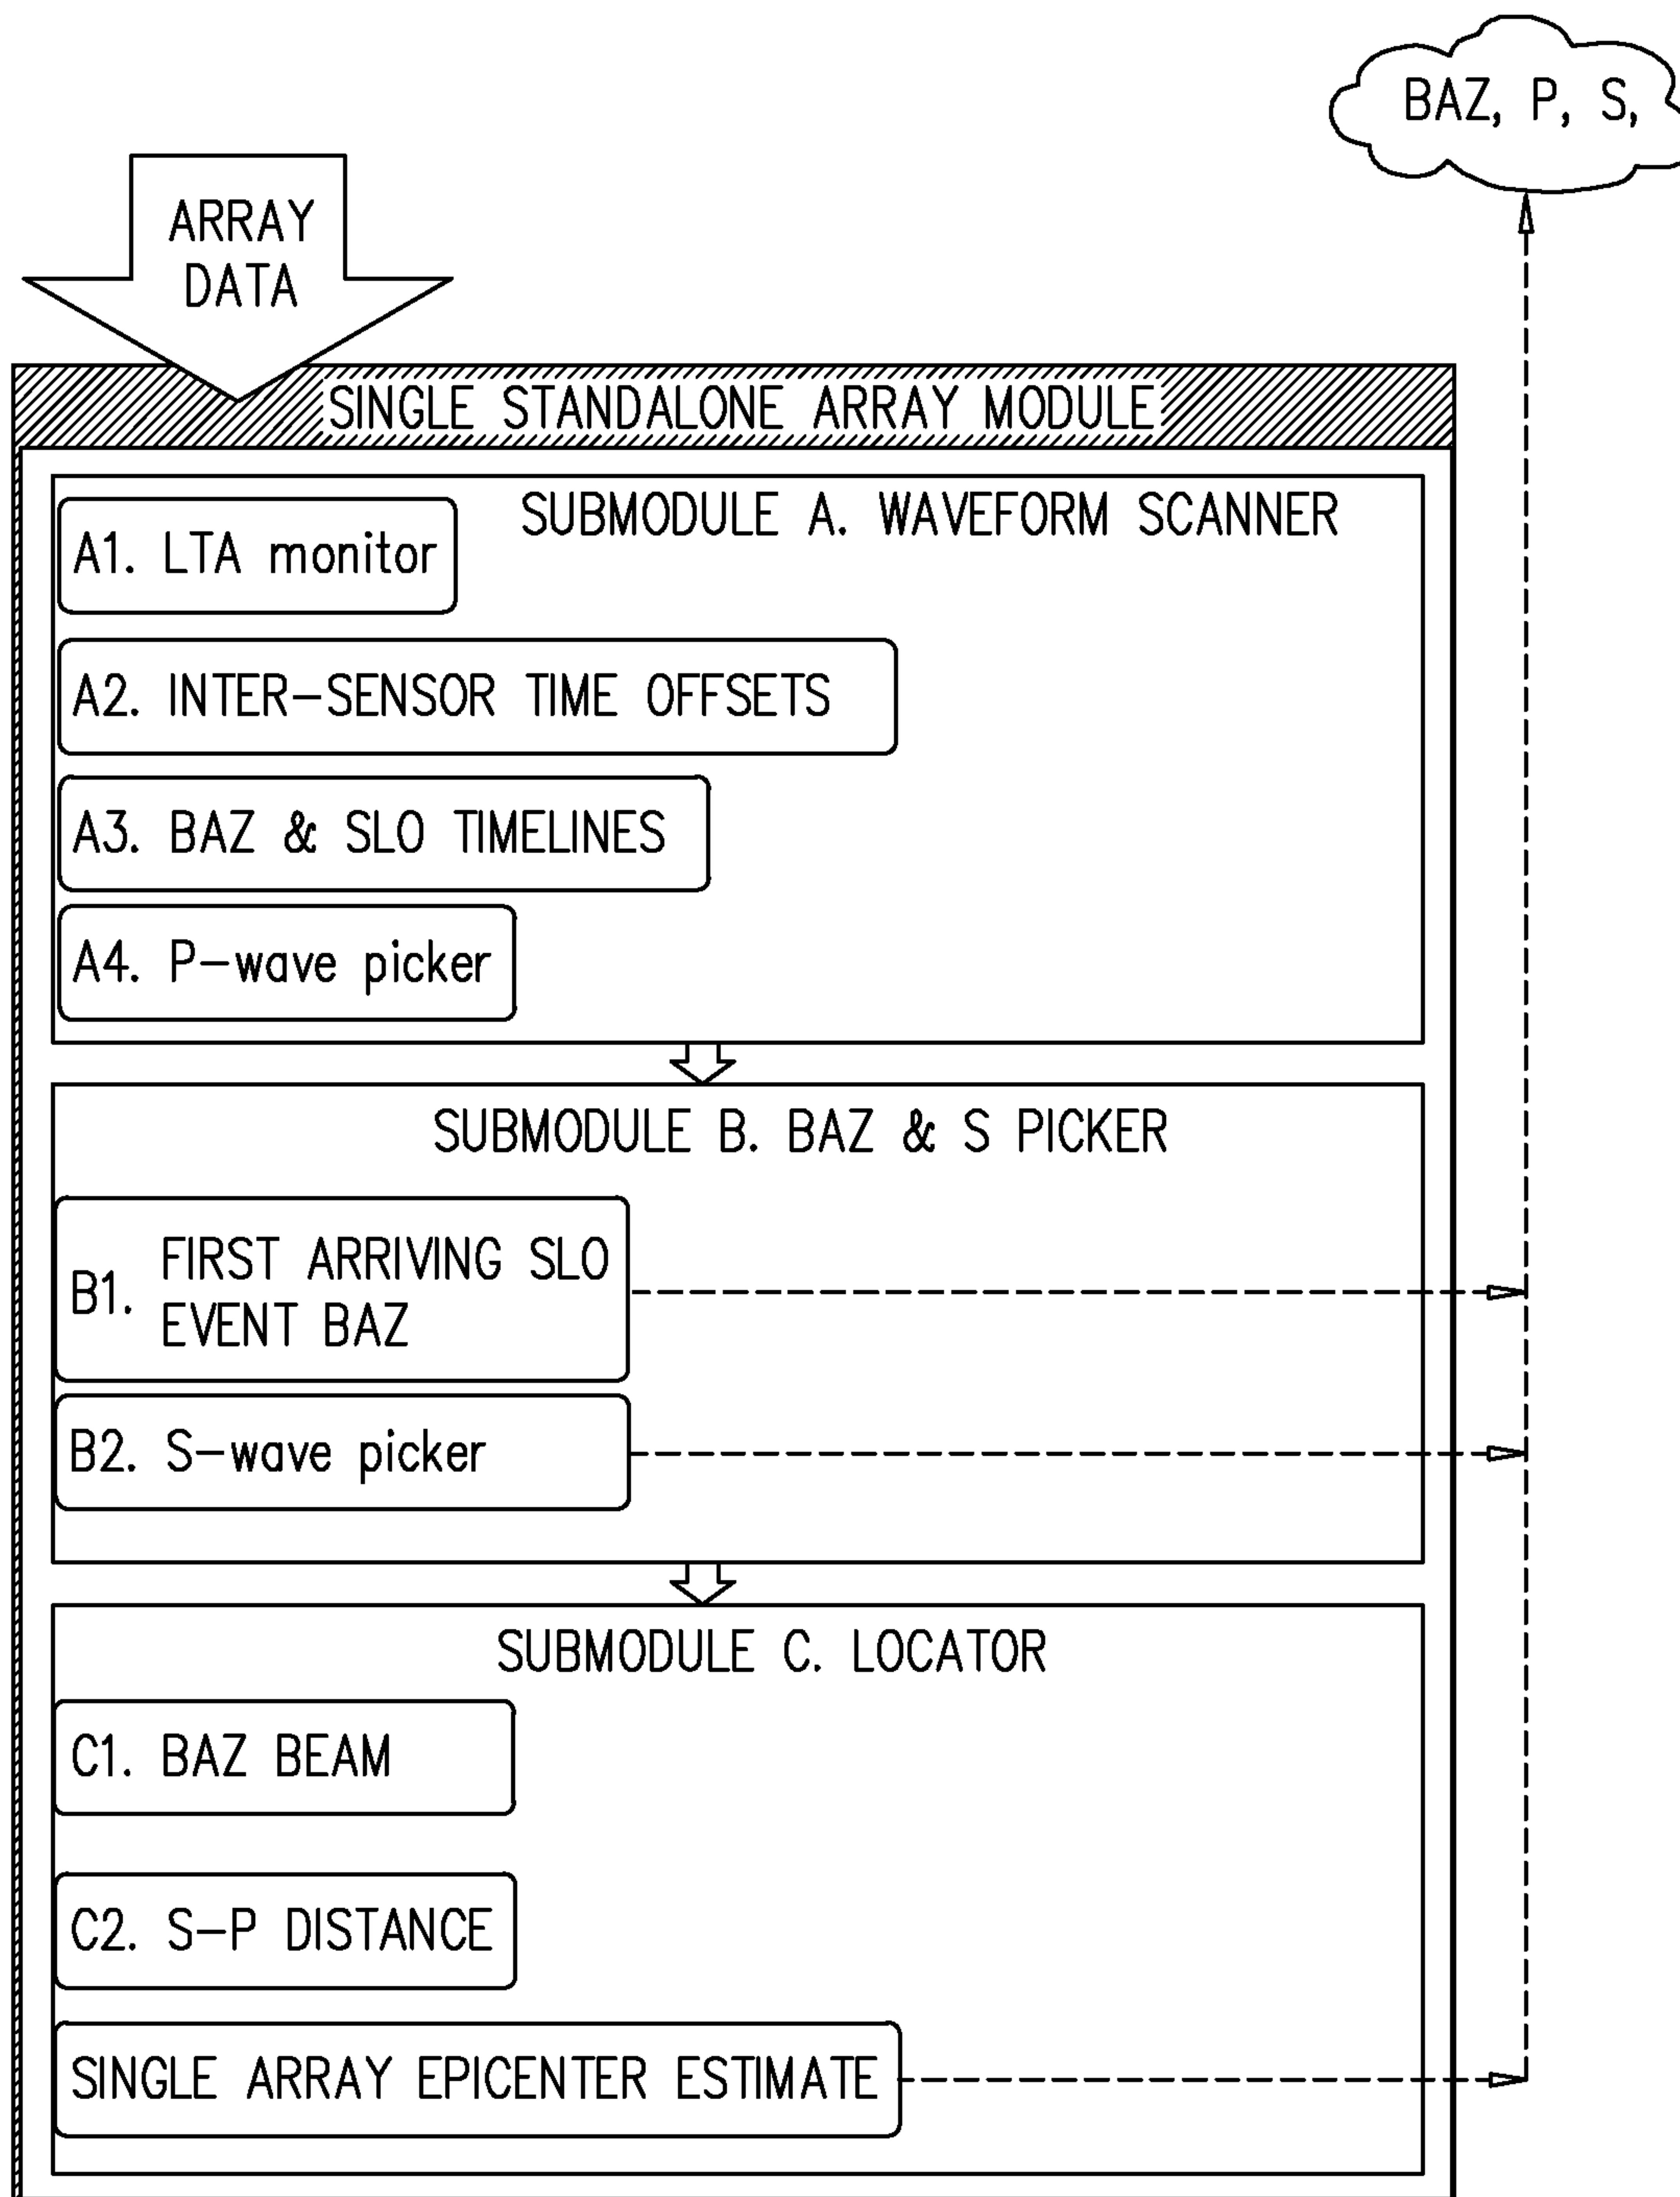 BAZ, P, S,
ARRAY
DATA
SINGLE STANDALONE ARRAY MODULE
SUBMODULE A. WAVEFORM SCANNER
A1. LTA monitor
A2. INTER-SENSOR TIME OFFSETS
A3. BAZ & SLO TIMELINES
A4. P-wave picker
SUBMODULE B. BAZ & S PICKER
B1. FIRST ARRIVING SLO
EVENT BAZ
B2. S-wave picker
SUBMODULE C. LOCATOR
C1. BAZ BEAM
C2. S-P DISTANCE
SINGLE ARRAY EPICENTER ESTIMATE